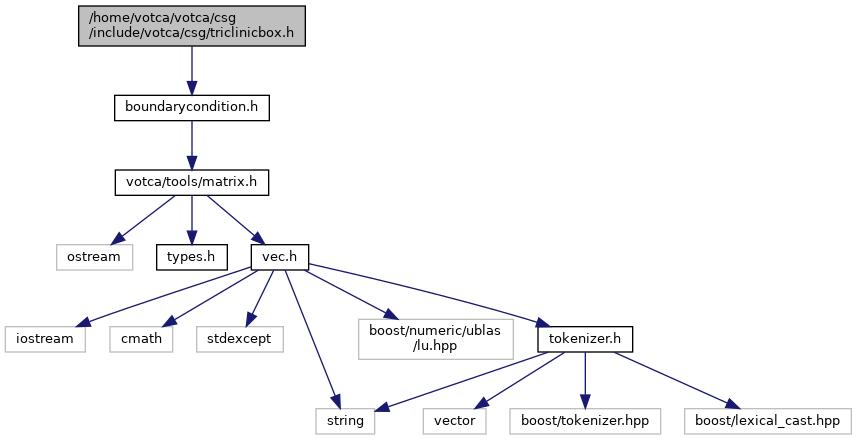 /home/votca/votca/csg
/include/votca/csg/triclinicbox.h
boundarycondition.h
votca/tools/matrix.h
ostream
types.h
vec.h
iostream
cmath
stdexcept
boost/numeric/ublas
/lu.hpp
tokenizer.h
string
vector
boost/tokenizer.hpp
boost/lexical_cast.hpp